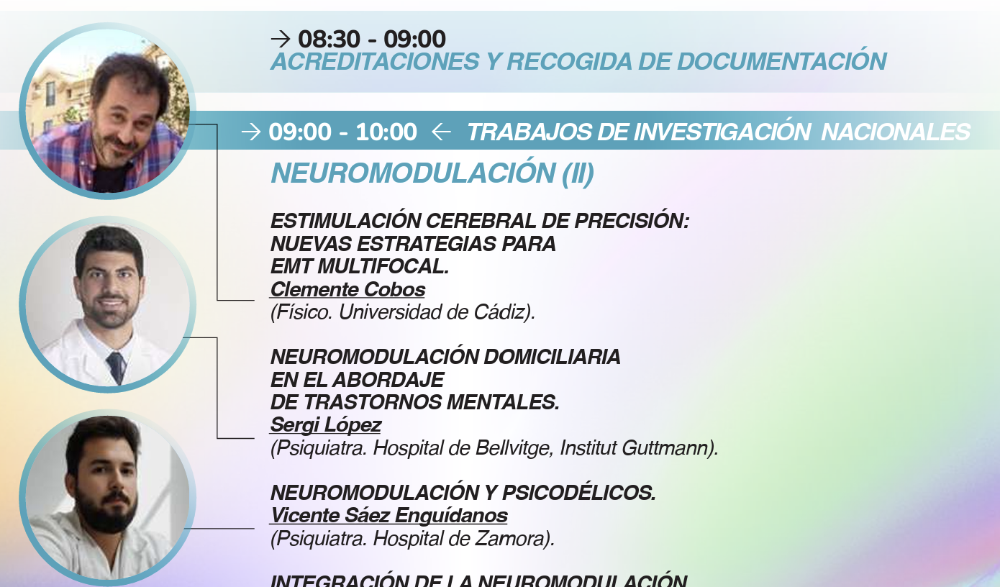 → 08:30 - 09:00
ACREDITACIONES Y RECOGIDA DE DOCUMENTACIÓN
→ 09:00 - 10:00 ← TRABAJOS DE INVESTIGACIÓN NACIONALES
NEUROMODULACIÓN (II)
ESTIMULACIÓN CEREBRAL DE PRECISIÓN:
NUEVAS ESTRATEGIAS PARA
EMT MULTIFOCAL.
Clemente Cobos
(Físico. Universidad de Cádiz).
NEUROMODULACIÓN DOMICILIARIA
EN EL ABORDAJE
DE TRASTORNOS MENTALES.
Sergi López
(Psiquiatra. Hospital de Bellvitge, Institut Guttmann).
NEUROMODULACIÓN Y PSICODÉLICOS.
Vicente Sáez Enguídanos
(Psiquiatra. Hospital de Zamora).
INTEGRACIÓN DE LA NEUROMODULACIÓN